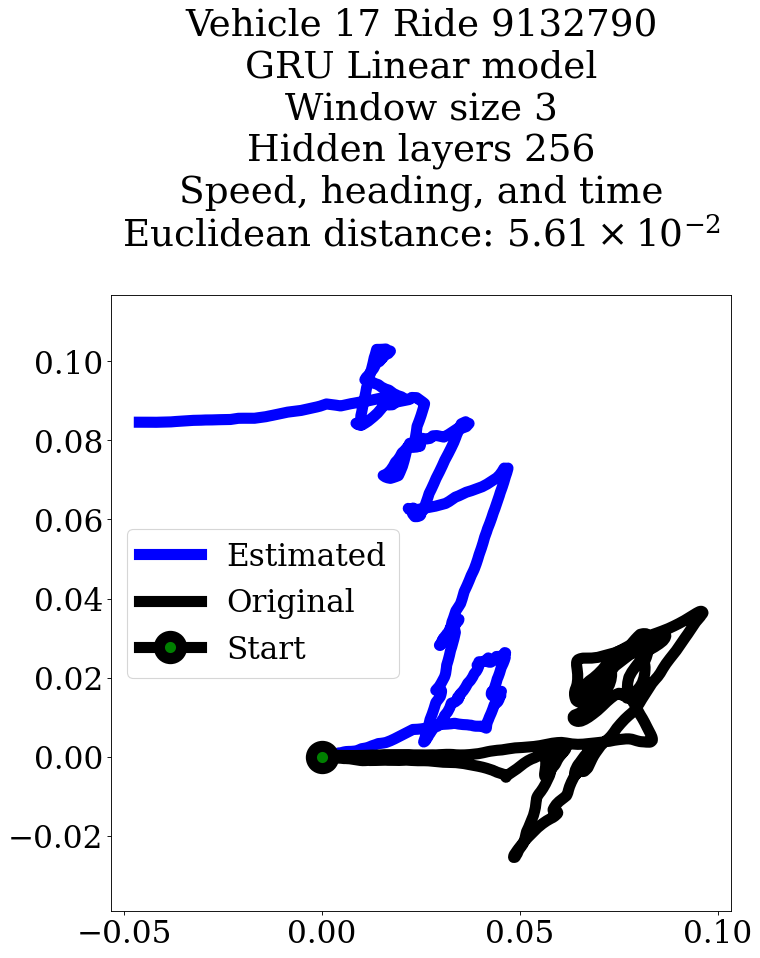 Vehicle 17 Ride 9132790
GRU Linear model
Window size 3
Hidden layers 256
Speed, heading, and time
Euclidean distance: 5.61 × 10⁻²
0.10
0.08
0.06
0.04
0.02
0.00
−0.02
Estimated
Original
Start
−0.05
0.00
0.05
0.10